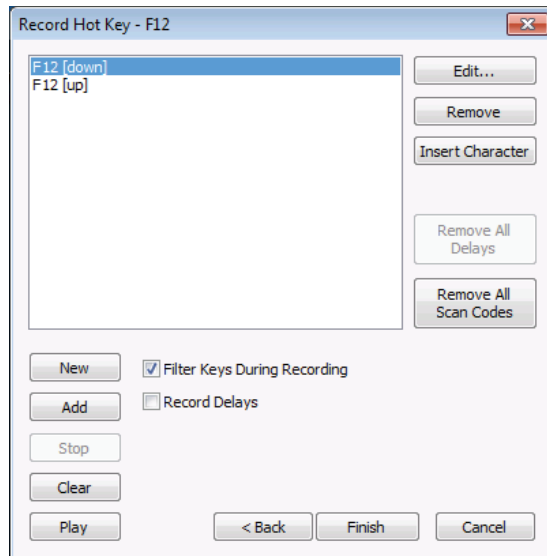 Record Hot Key - F12
F12 [down]
F12 [up]
Edit...
Remove
Insert Character
Remove All
Delays
Remove All
Scan Codes
New
Filter Keys During Recording
Add
Record Delays
Stop
Clear
Play
< Back
Finish
Cancel